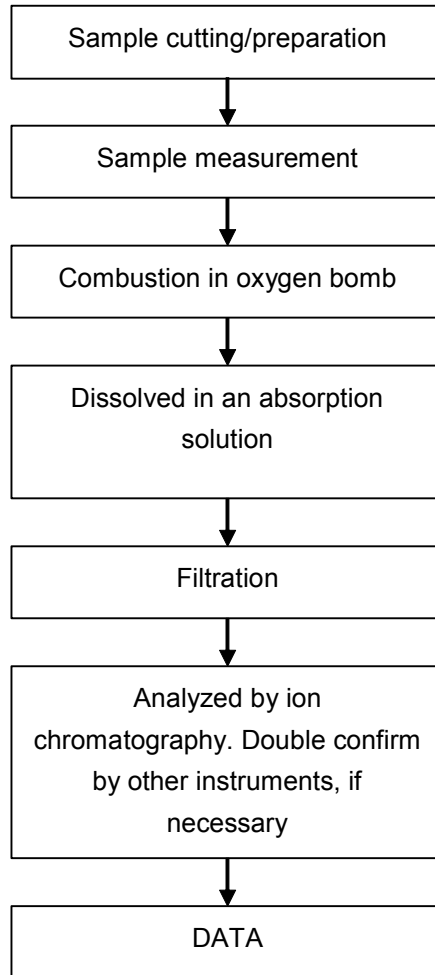 Sample cutting/preparation
Sample measurement
Combustion in oxygen bomb
Dissolved in an absorption
solution
Filtration
Analyzed by ion
chromatography. Double confirm
by other instruments, if
necessary
DATA